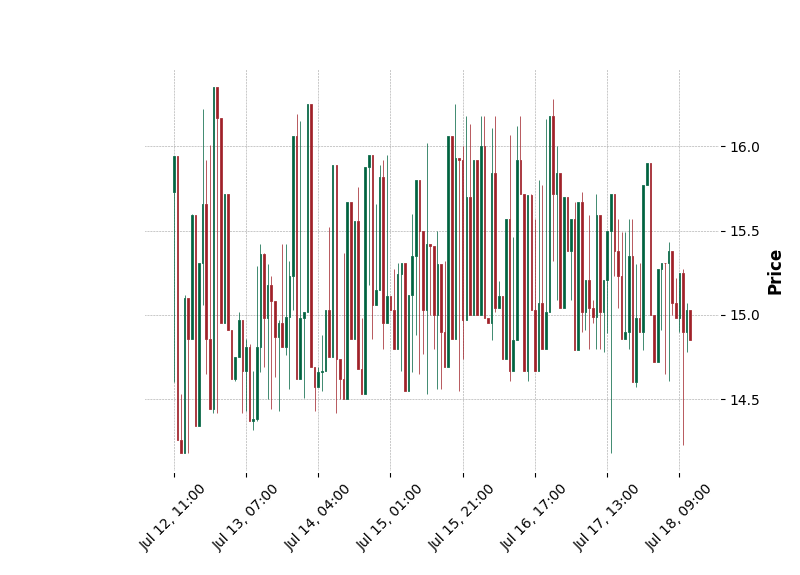 16.0
15.5
15.0
14.5
Price
Jul 12, 11:00
Jul 13, 07:00
Jul 14, 04:00
Jul 15, 01:00
Jul 15, 21:00
Jul 16, 17:00
Jul 17, 13:00
Jul 18, 09:00